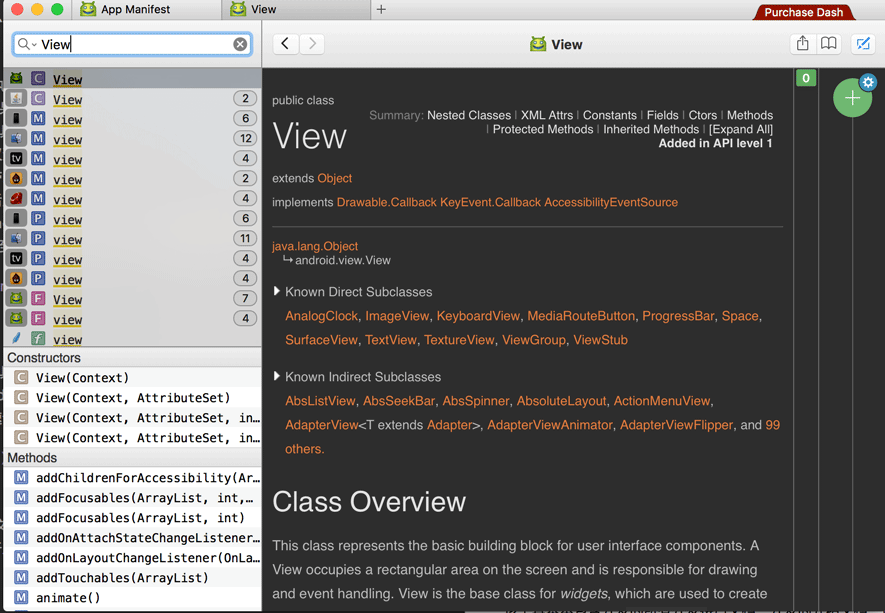 App Manifest
View
+
Purchase Dash
View
View
public class
View
Summary: Nested Classes | XML Attrs | Constants | Fields | Ctors | Methods
| Protected Methods | Inherited Methods | [Expand All]
Added in API level 1
extends Object
implements Drawable.Callback KeyEvent.Callback AccessibilityEventSource
java.lang.Object
↳ android.view.View
Known Direct Subclasses
AnalogClock, ImageView, KeyboardView, MediaRouteButton, ProgressBar, Space,
SurfaceView, TextView, TextureView, ViewGroup, ViewStub
Known Indirect Subclasses
AbsListView, AbsSeekBar, AbsSpinner, AbsoluteLayout, ActionMenuView,
AdapterView<T extends Adapter>, AdapterViewAnimator, AdapterViewFlipper, and 99
others.
Class Overview
This class represents the basic building block for user interface components. A
View occupies a rectangular area on the screen and is responsible for drawing
and event handling. View is the base class for widgets, which are used to create
0
C View
C View 2
M view 6
M view 12
tv M view 4
M view 2
M view 4
P view 6
P view 11
tv P view 4
P view 4
F View 7
F view 4
f view
Constructors
C View(Context)
C View(Context, AttributeSet)
C View(Context, AttributeSet, in...
C View(Context, AttributeSet, in...
Methods
M addChildrenForAccessibility(Ar...
M addFocusables(ArrayList, int,...
M addFocusables(ArrayList, int)
M addOnAttachStateChangeListener...
M addOnLayoutChangeListener(OnLa...
M addTouchables(ArrayList)
M animate()